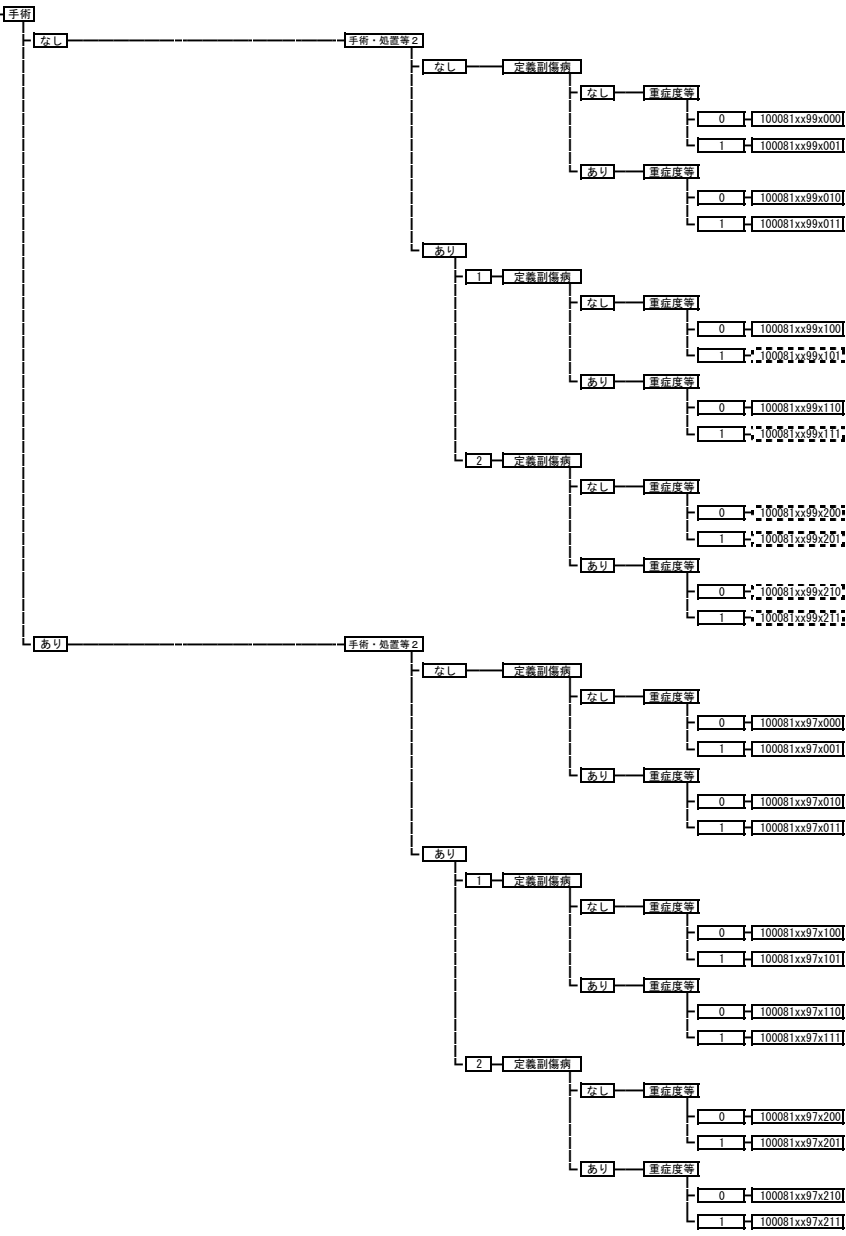 手術
なし 手術・処置等2
なし 定義副傷病
なし 重症度等
0 100081xx99x000
1 100081xx99x001
あり 重症度等
0 100081xx99x010
1 100081xx99x011
あり
1 定義副傷病
なし 重症度等
0 100081xx99x100
1 100081xx99x101
あり 重症度等
0 100081xx99x110
1 100081xx99x111
2 定義副傷病
なし 重症度等
0 100081xx99x200
1 100081xx99x201
あり 重症度等
0 100081xx99x210
1 100081xx99x211
あり 手術・処置等2
なし 定義副傷病
なし 重症度等
0 100081xx97x000
1 100081xx97x001
あり 重症度等
0 100081xx97x010
1 100081xx97x011
あり
1 定義副傷病
なし 重症度等
0 100081xx97x100
1 100081xx97x101
あり 重症度等
0 100081xx97x110
1 100081xx97x111
2 定義副傷病
なし 重症度等
0 100081xx97x200
1 100081xx97x201
あり 重症度等
0 100081xx97x210
1 100081xx97x211